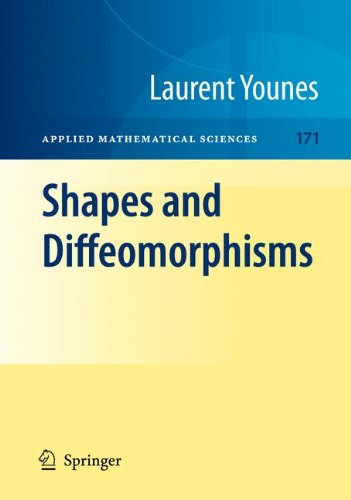 Laurent Younes
APPLIED MATHEMATICAL SCIENCES 171
Shapes and
Diffeomorphisms
Springer